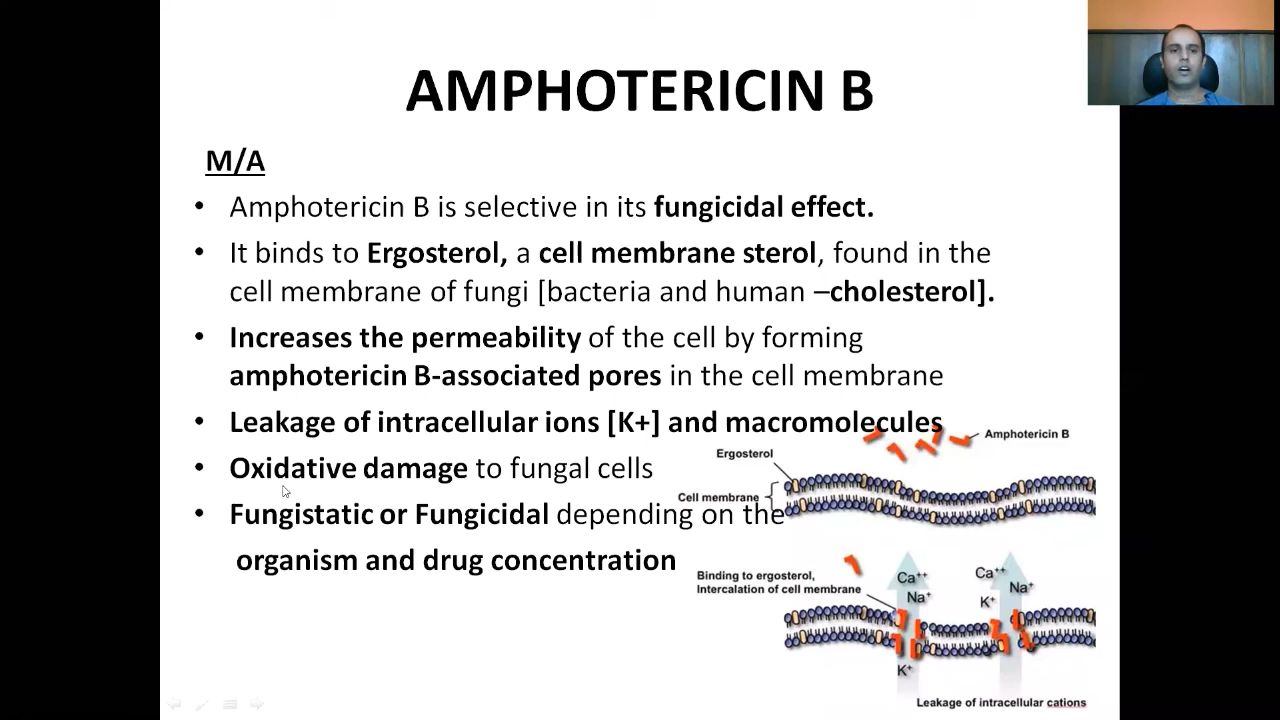 AMPHOTERICIN B
M/A
• Amphotericin B is selective in its fungicidal effect.
• It binds to Ergosterol, a cell membrane sterol, found in the
cell membrane of fungi [bacteria and human –cholesterol].
• Increases the permeability of the cell by forming
amphotericin B-associated pores in the cell membrane
• Leakage of intracellular ions [K+] and macromolecules
• Oxidative damage to fungal cells
• Fungistatic or Fungicidal depending on the
organism and drug concentration
Amphotericin B
Ergosterol
Cell membrane
Binding to ergosterol,
Intercalation of cell membrane
Ca⁺⁺
Na⁺
K⁺
Ca⁺⁺
Na⁺
K⁺
Leakage of intracellular cations